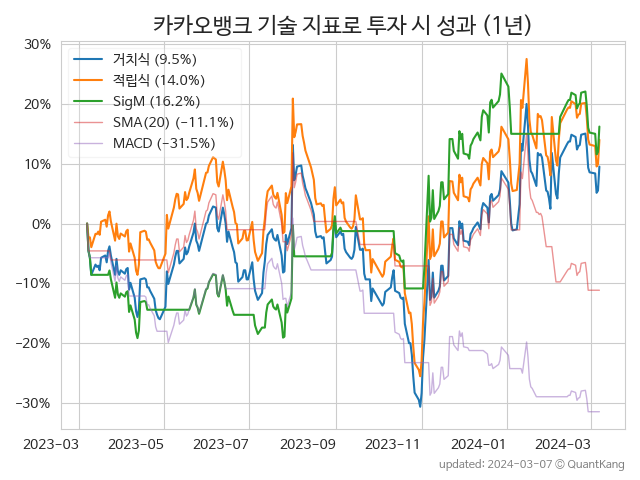 카카오뱅크 기술 지표로 투자 시 성과 (1년)
30%
20%
10%
0%
−10%
−20%
−30%
거치식 (9.5%)
적립식 (14.0%)
SigM (16.2%)
SMA(20) (−11.1%)
MACD (−31.5%)
2023-03
2023-05
2023-07
2023-09
2023-11
2024-01
2024-03
updated: 2024-03-07 © QuantKang